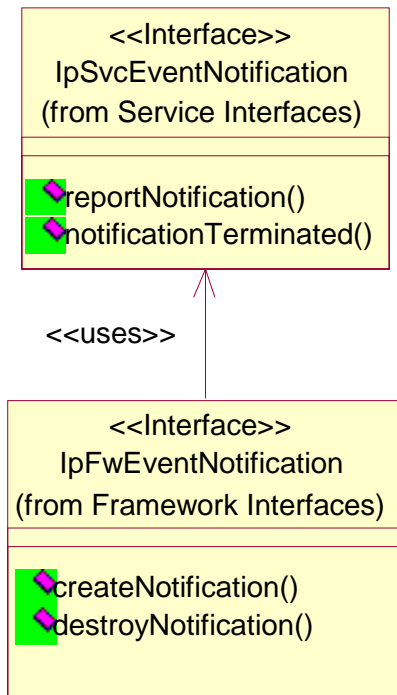 <<Interface>>
IpSvcEventNotification
(from Service Interfaces)
reportNotification()
notificationTerminated()
<<uses>>
<<Interface>>
IpFwEventNotification
(from Framework Interfaces)
createNotification()
destroyNotification()